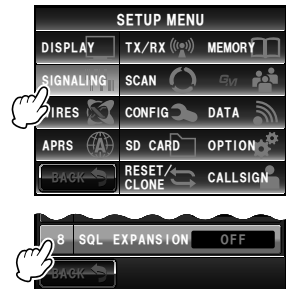 SETUP MENU
DISPLAY TX/RX MEMORY
SIGNALING SCAN GM
WIRES CONFIG DATA
APRS SD CARD OPTION
BACK RESET/CLONE CALLSIGN
8 SQL EXPANSION OFF
BACK